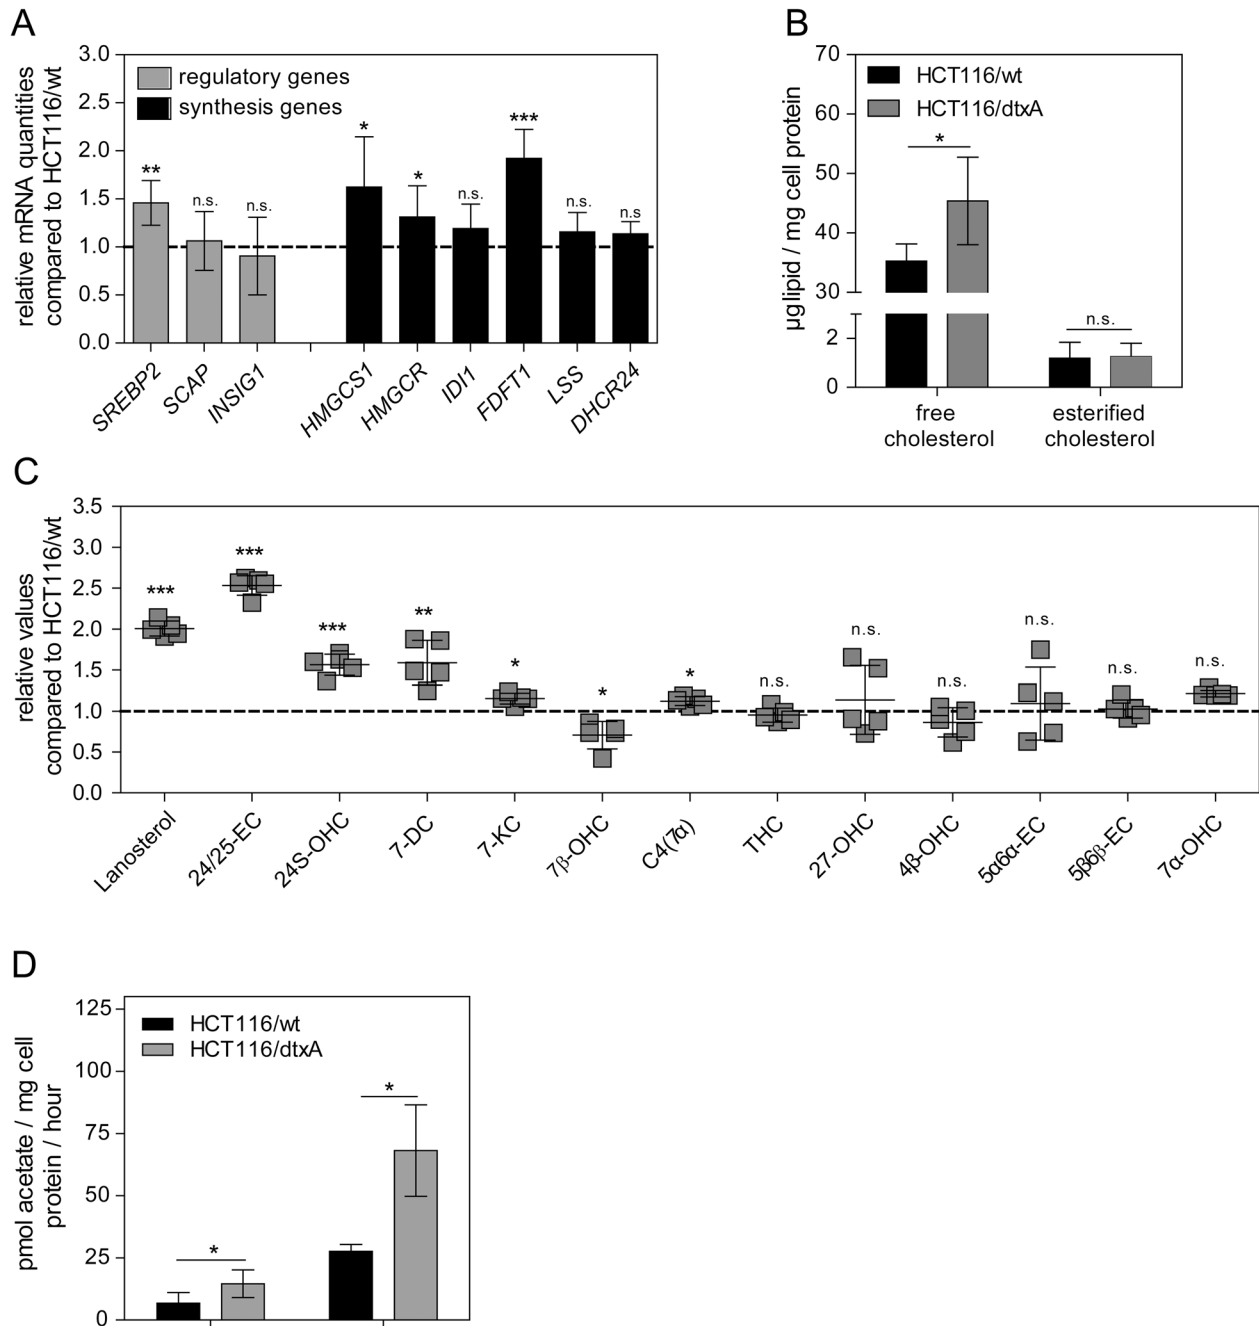 A
relative mRNA quantities
compared to HCT116/wt
3.0
2.5
2.0
1.5
1.0
0.5
0.0
regulatory genes
synthesis genes
**
n.s.
n.s.
*
*
n.s.
***
n.s.
n.s
SREBP2
SCAP
INSIG1
HMGCS1
HMGCR
IDI1
FDFT1
LSS
DHCR24
B
µglipid / mg cell protein
70
60
50
40
30
2
0
HCT116/wt
HCT116/dtxA
*
n.s.
free
cholesterol
esterified
cholesterol
C
relative values
compared to HCT116/wt
3.5
3.0
2.5
2.0
1.5
1.0
0.5
0.0
***
***
***
**
*
*
*
n.s.
n.s.
n.s.
n.s.
n.s.
n.s.
Lanosterol
24/25-EC
24S-OHC
7-DC
7-KC
7β-OHC
C4(7α)
THC
27-OHC
4β-OHC
5α6α-EC
5β6β-EC
7α-OHC
D
pmol acetate / mg cell
protein / hour
125
100
75
50
25
0
HCT116/wt
HCT116/dtxA
*
*